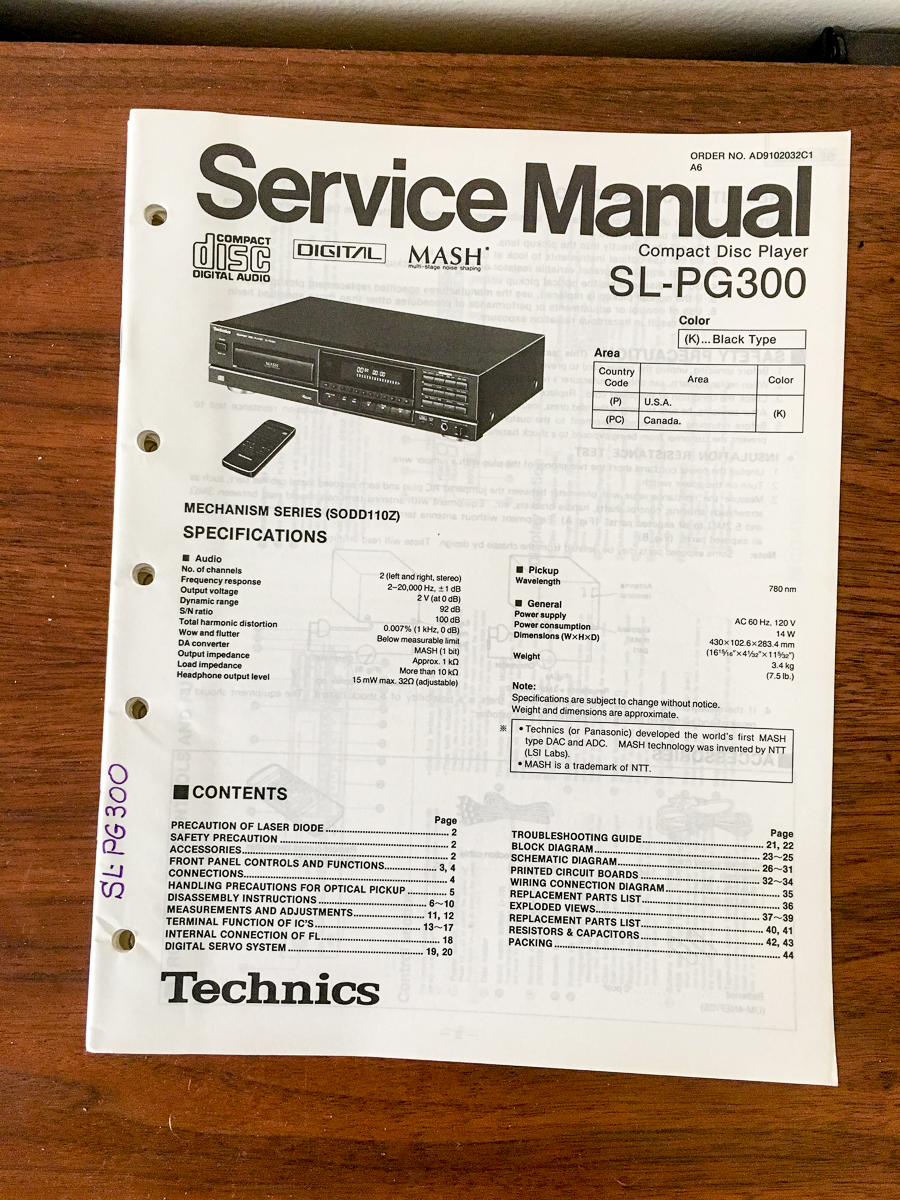 ORDER NO. AD9102032C1
A6
Service Manual
COMPACT
disc
DIGITAL AUDIO
DIGITAL
MASH*
multi-stage noise shaping
Compact Disc Player
SL-PG300
Color
(K)...Black Type
Area
Country Code Area Color
(P) U.S.A. (K)
(PC) Canada.
Technics
MASH
MECHANISM SERIES (SODD110Z)
SPECIFICATIONS
■ Audio
No. of channels 2 (left and right, stereo)
Frequency response 2–20,000 Hz, ±1 dB
Output voltage 2 V (at 0 dB)
Dynamic range 92 dB
S/N ratio 100 dB
Total harmonic distortion 0.007% (1 kHz, 0 dB)
Wow and flutter Below measurable limit
DA converter MASH (1 bit)
Output impedance Approx. 1 kΩ
Load impedance More than 10 kΩ
Headphone output level 15 mW max. 32Ω (adjustable)
■ Pickup
Wavelength 780 nm
■ General
Power supply AC 60 Hz, 120 V
Power consumption 14 W
Dimensions (W×H×D) 430×102.6×283.4 mm
(16 15/16"×4 1/32"×11 5/32")
Weight 3.4 kg
(7.5 lb.)
Note:
Specifications are subject to change without notice.
Weight and dimensions are approximate.
※ • Technics (or Panasonic) developed the world's first MASH
type DAC and ADC. MASH technology was invented by NTT
(LSI Labs).
• MASH is a trademark of NTT.
■ CONTENTS
Page
PRECAUTION OF LASER DIODE 2
SAFETY PRECAUTION 2
ACCESSORIES 2
FRONT PANEL CONTROLS AND FUNCTIONS 3, 4
CONNECTIONS 4
HANDLING PRECAUTIONS FOR OPTICAL PICKUP 5
DISASSEMBLY INSTRUCTIONS 6~10
MEASUREMENTS AND ADJUSTMENTS 11, 12
TERMINAL FUNCTION OF IC'S 13~17
INTERNAL CONNECTION OF FL 18
DIGITAL SERVO SYSTEM 19, 20
Page
TROUBLESHOOTING GUIDE 21, 22
BLOCK DIAGRAM 23~25
SCHEMATIC DIAGRAM 26~31
PRINTED CIRCUIT BOARDS 32~34
WIRING CONNECTION DIAGRAM 35
REPLACEMENT PARTS LIST 36
EXPLODED VIEWS 37~39
REPLACEMENT PARTS LIST 40, 41
RESISTORS & CAPACITORS 42, 43
PACKING 44
Technics
SL-PG300